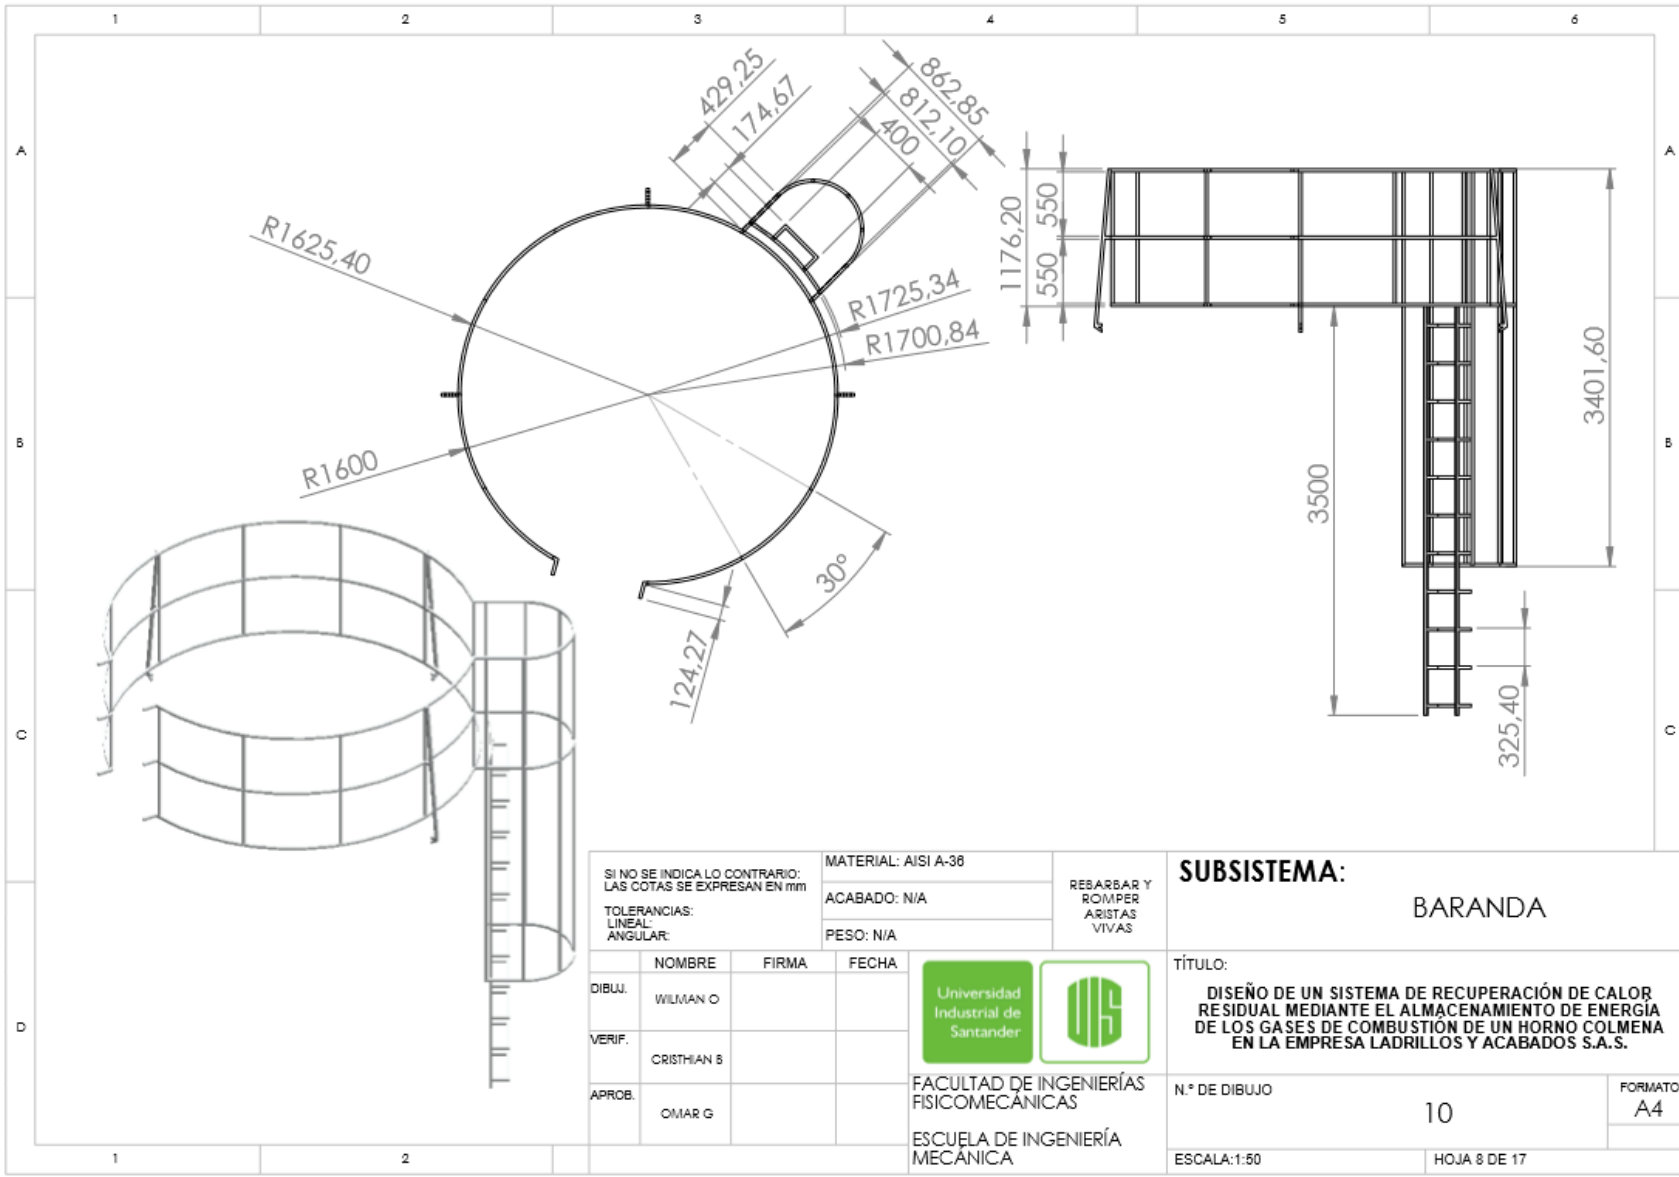 1 2 3 4 5 6
A A
B B
C C
D
1 2
429,25
174,67
862,85
812,10
400
R1625,40
R1725,34
R1700,84
R1600
30°
124,27
1176,20
550
550
3401,60
3500
325,40
SI NO SE INDICA LO CONTRARIO:
LAS COTAS SE EXPRESAN EN mm
TOLERANCIAS:
LINEAL:
ANGULAR:
MATERIAL: AISI A-36
ACABADO: N/A
PESO: N/A
REBARBAR Y
ROMPER
ARISTAS
VIVAS
SUBSISTEMA:
BARANDA
NOMBRE FIRMA FECHA
DIBUJ. WILMAN O
VERIF. CRISTHIAN B
APROB. OMAR G
Universidad
Industrial de
Santander
UIS
FACULTAD DE INGENIERÍAS
FISICOMECÁNICAS
ESCUELA DE INGENIERÍA
MECÁNICA
TÍTULO:
DISEÑO DE UN SISTEMA DE RECUPERACIÓN DE CALOR
RESIDUAL MEDIANTE EL ALMACENAMIENTO DE ENERGÍA
DE LOS GASES DE COMBUSTIÓN DE UN HORNO COLMENA
EN LA EMPRESA LADRILLOS Y ACABADOS S.A.S.
N.º DE DIBUJO
10
FORMATO
A4
ESCALA:1:50
HOJA 8 DE 17